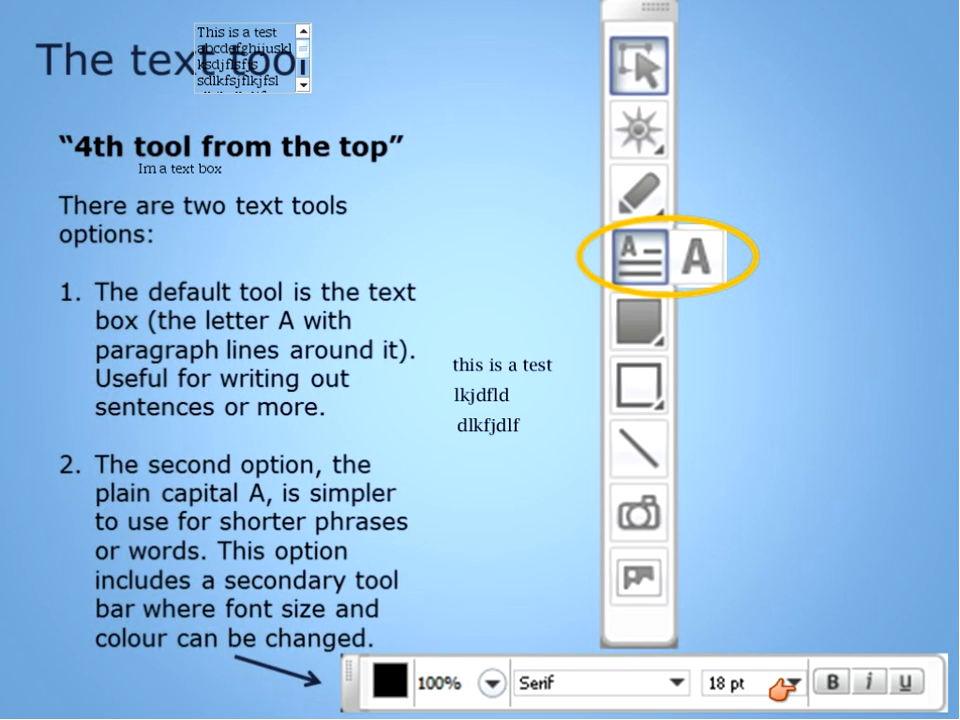 The text tool
This is a test
abcdefghijuskl
ksdjflsfjs
sdlkfsjflkjfsl
“4th tool from the top”
Im a text box
There are two text tools
options:
1. The default tool is the text
box (the letter A with
paragraph lines around it).
Useful for writing out
sentences or more.
2. The second option, the
plain capital A, is simpler
to use for shorter phrases
or words. This option
includes a secondary tool
bar where font size and
colour can be changed.
this is a test
lkjdfld
dlkfjdlf
A A
100% Serif 18 pt B i U